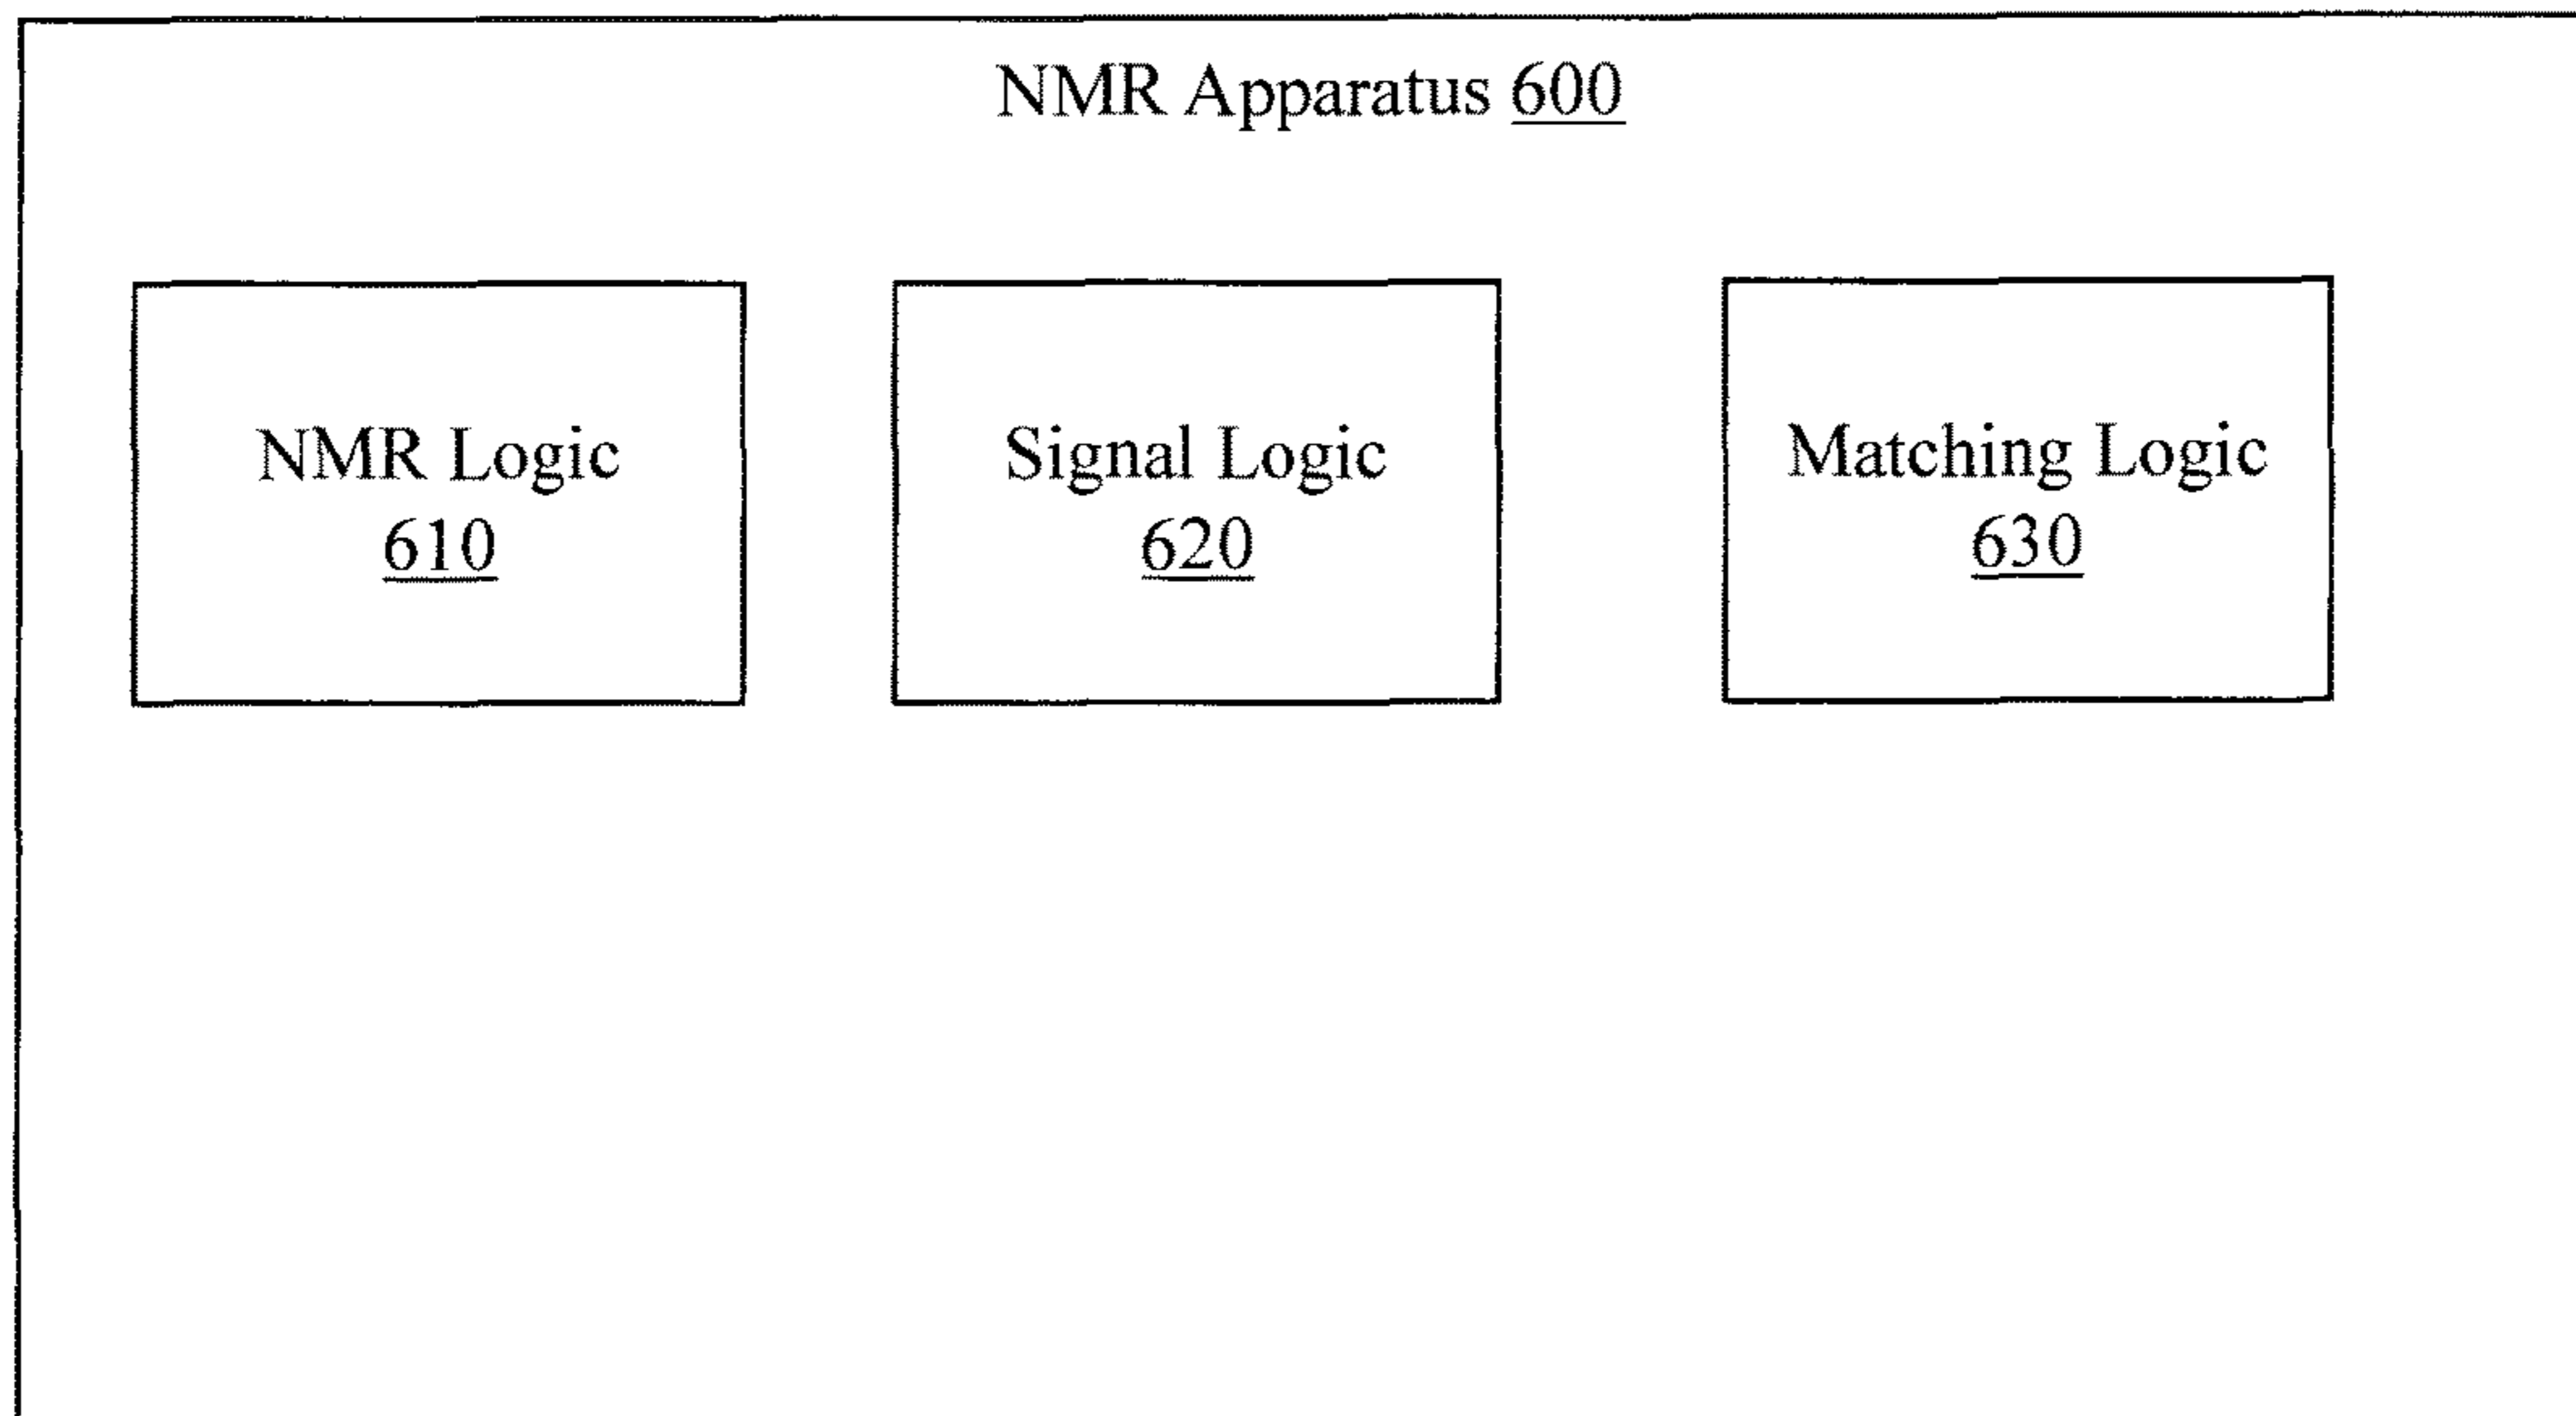 NMR Apparatus 600
NMR Logic
610
Signal Logic
620
Matching Logic
630